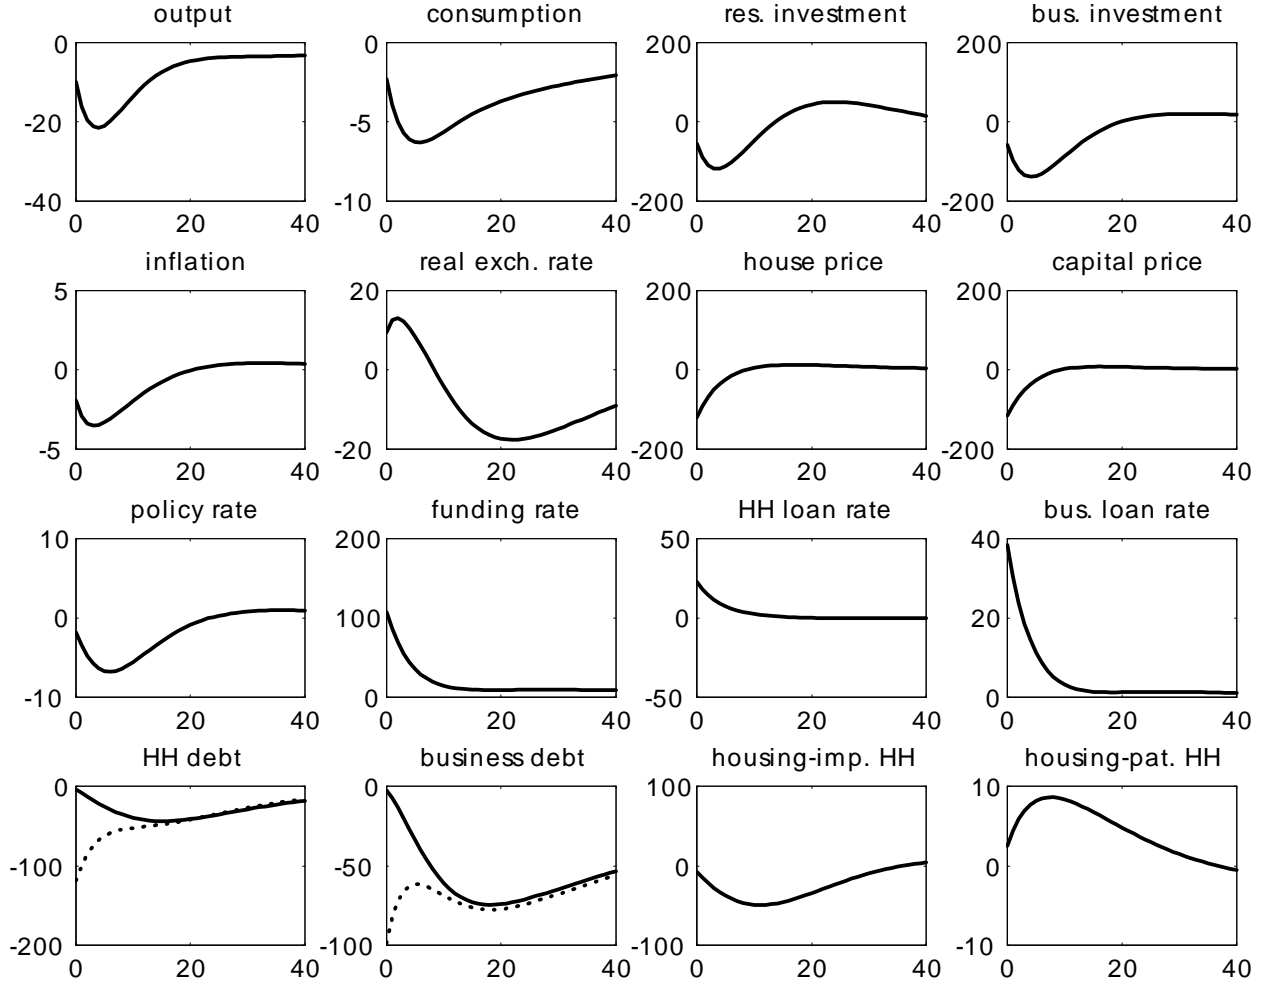 output consumption res. investment bus. investment
0 0 200 200
-20 -5 0 0
-40 -10 -200 -200
0 20 40 0 20 40 0 20 40 0 20 40
inflation real exch. rate house price capital price
5 20 200 200
0 0 0 0
-5 -20 -200 -200
0 20 40 0 20 40 0 20 40 0 20 40
policy rate funding rate HH loan rate bus. loan rate
10 200 50 40
0 100 0 20
-10 0 -50 0
0 20 40 0 20 40 0 20 40 0 20 40
HH debt business debt housing-imp. HH housing-pat. HH
0 0 100 10
-100 -50 0 0
-200 -100 -100 -10
0 20 40 0 20 40 0 20 40 0 20 40